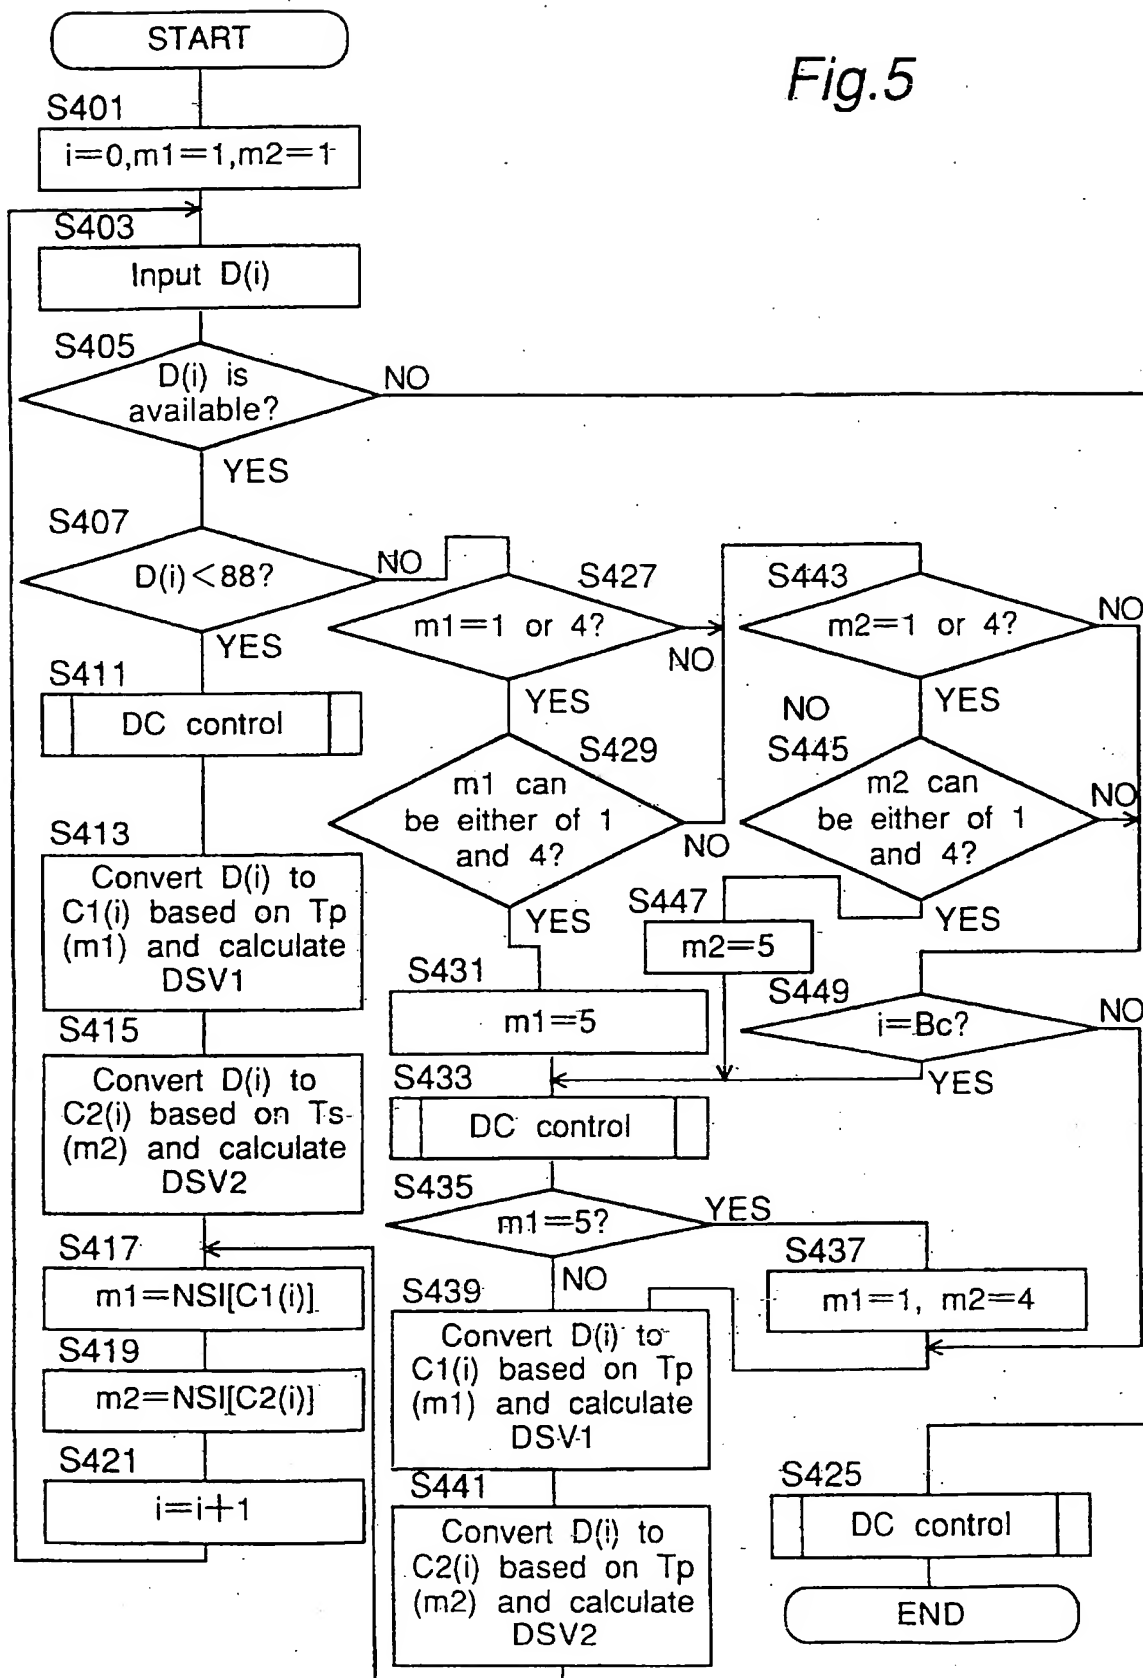 START
Fig.5
S401
i=0,m1=1,m2=1
S403
Input D(i)
S405
D(i) is
available?
NO
YES
S407
D(i)<88?
NO
YES
S411
DC control
S413
Convert D(i) to
C1(i) based on Tp
(m1) and calculate
DSV1
S415
Convert D(i) to
C2(i) based on Ts
(m2) and calculate
DSV2
S417
m1=NSI[C1(i)]
S419
m2=NSI[C2(i)]
S421
i=i+1
S427
m1=1 or 4?
NO
YES
S429
m1 can
be either of 1
and 4?
NO
YES
S431
m1=5
S433
DC control
S435
m1=5?
YES
NO
S437
m1=1, m2=4
S439
Convert D(i) to
C1(i) based on Tp
(m1) and calculate
DSV1
S441
Convert D(i) to
C2(i) based on Tp
(m2) and calculate
DSV2
S443
m2=1 or 4?
NO
YES
NO
S445
m2 can
be either of 1
and 4?
NO
YES
S447
m2=5
S449
i=Bc?
NO
YES
S425
DC control
END